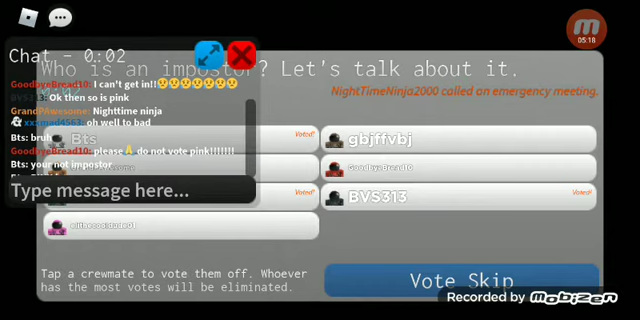 05:18
Chat - 0:02
Who is an impostor? Let's talk about it.
NightTimeNinja2000 called an emergency meeting.
GoodbyeBread10: I can't get in!!😟😟😟😟😟😟😟
BVS313: Ok then so is pink
GrandPAwesome: Nighttime ninja
oh well to bad
Bts: bruh
GoodbyeBread10: please🙏 do not vote pink!!!!!!!
Bts: your not impostor
Type message here...
Bts
Voted!
gbjffvbj
GoodbyeBread10
BVS313
Voted!
Tap a crewmate to vote them off. Whoever
has the most votes will be eliminated.
Vote Skip
Recorded by Mobizen